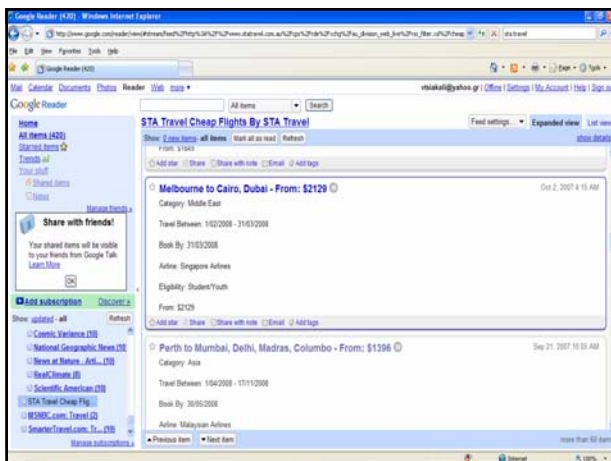 Google Reader (420) - Windows Internet Explorer
File Edit View Favorites Tools Help
Google Reader (420)
Page Tools
Mail Calendar Documents Photos Reader Web more ▾
vtsiakali@yahoo.gr | Offline | Settings | My Account | Help | Sign out
Google Reader
All items
Search
Home
All items (420)
Starred items
Trends
Your stuff
Shared items
Notes
Manage friends »
Share with friends!
Your shared items will be visible
to your friends from Google Talk.
Learn More
OK
Add subscription Discover »
Show: updated - all Refresh
Cosmic Variance (10)
National Geographic News (10)
News at Nature - Arti... (10)
RealClimate (8)
Scientific American (10)
STA Travel Cheap Flig...
MSNBC.com: Travel (2)
SmarterTravel.com: Tr... (10)
Manage subscriptions »
STA Travel Cheap Flights By STA Travel
Feed settings... Expanded view List view
Show: 0 new items - all items Mark all as read Refresh
show details
From: $1849
Add star Share Share with note Email Add tags
Melbourne to Cairo, Dubai - From: $2129
Oct 2, 2007 4:15 AM
Category: Middle East
Travel Between: 1/02/2008 - 31/03/2008
Book By: 31/03/2008
Airline: Singapore Airlines
Eligibility: Student/Youth
From: $2129
Add star Share Share with note Email Add tags
Perth to Mumbai, Delhi, Madras, Columbo - From: $1396
Category: Asia
Travel Between: 1/04/2008 - 17/11/2008
Book By: 30/05/2008
Airline: Malaysian Airlines
Previous item Next item
more than 60 items
Internet